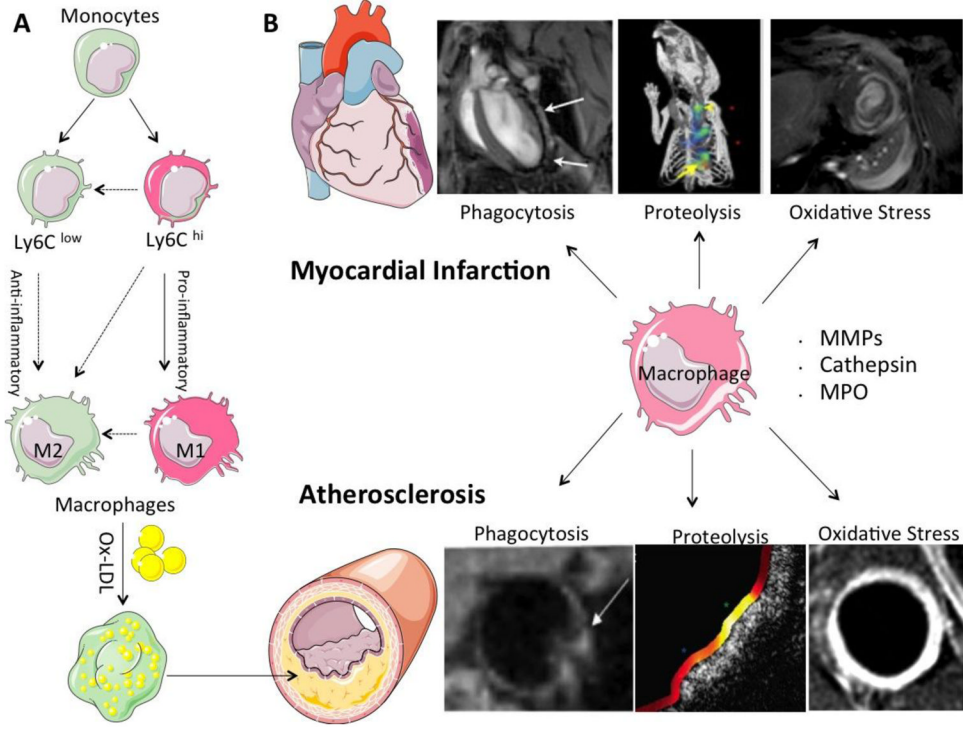 A
Monocytes
Ly6C low
Ly6C hi
Anti-inflammatory
Pro-inflammatory
M2
M1
Macrophages
Ox-LDL
B
Phagocytosis
Proteolysis
Oxidative Stress
Myocardial Infarction
Macrophage
· MMPs
· Cathepsin
· MPO
Atherosclerosis
Phagocytosis
Proteolysis
Oxidative Stress